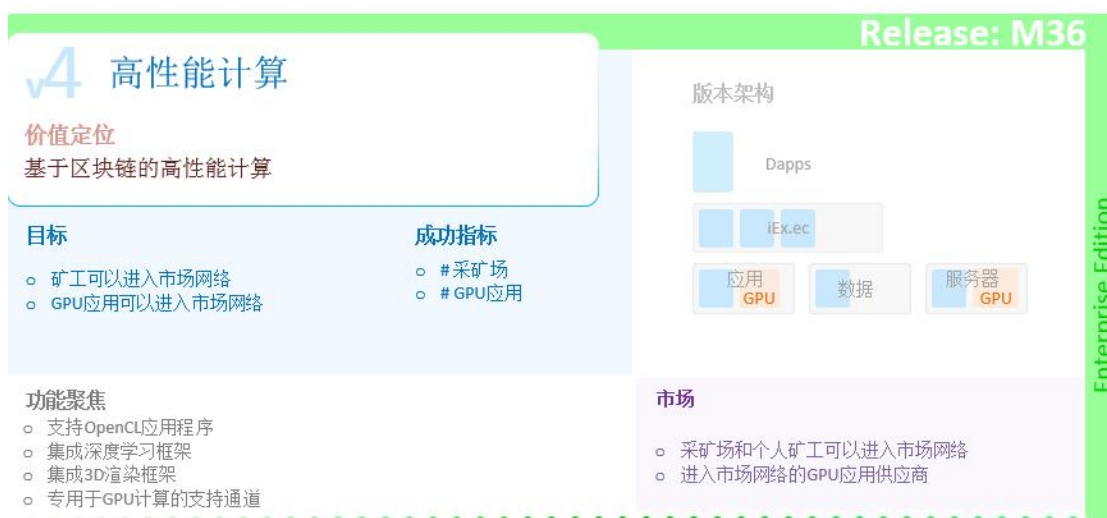 Release: M36
v4 高性能计算
价值定位
基于区块链的高性能计算
目标
○ 矿工可以进入市场网络
○ GPU应用可以进入市场网络
成功指标
○ #采矿场
○ #GPU应用
版本架构
Dapps
iEx.ec
应用
GPU
数据
服务器
GPU
Enterprise Edition
功能聚焦
○ 支持OpenCL应用程序
○ 集成深度学习框架
○ 集成3D渲染框架
○ 专用于GPU计算的支持通道
市场
○ 采矿场和个人矿工可以进入市场网络
○ 进入市场网络的GPU应用供应商